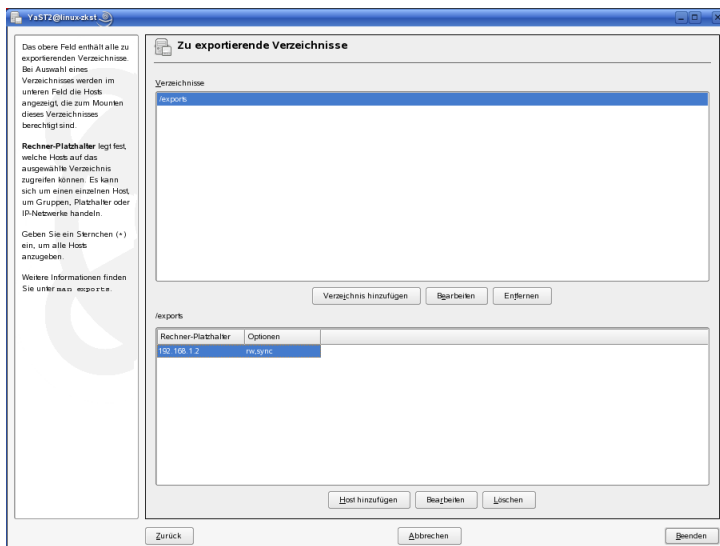 YaST2@linux-zkst
Das obere Feld enthält alle zu
exportierenden Verzeichnisse.
Bei Auswahl eines
Verzeichnisses werden im
unteren Feld die Hosts
angezeigt, die zum Mounten
dieses Verzeichnisses
berechtigt sind.
Rechner-Platzhalter legt fest,
welche Hosts auf das
ausgewählte Verzeichnis
zugreifen können. Es kann
sich um einen einzelnen Host,
um Gruppen, Platzhalter oder
IP-Netzwerke handeln.
Geben Sie ein Sternchen (*)
ein, um alle Hosts
anzugeben.
Weitere Informationen finden
Sie unter man exports.
Zu exportierende Verzeichnisse
Verzeichnisse
/exports
Verzeichnis hinzufügen Bearbeiten Entfernen
/exports
Rechner-Platzhalter Optionen
192.168.1.2 rw,sync
Host hinzufügen Bearbeiten Löschen
Zurück Abbrechen Beenden